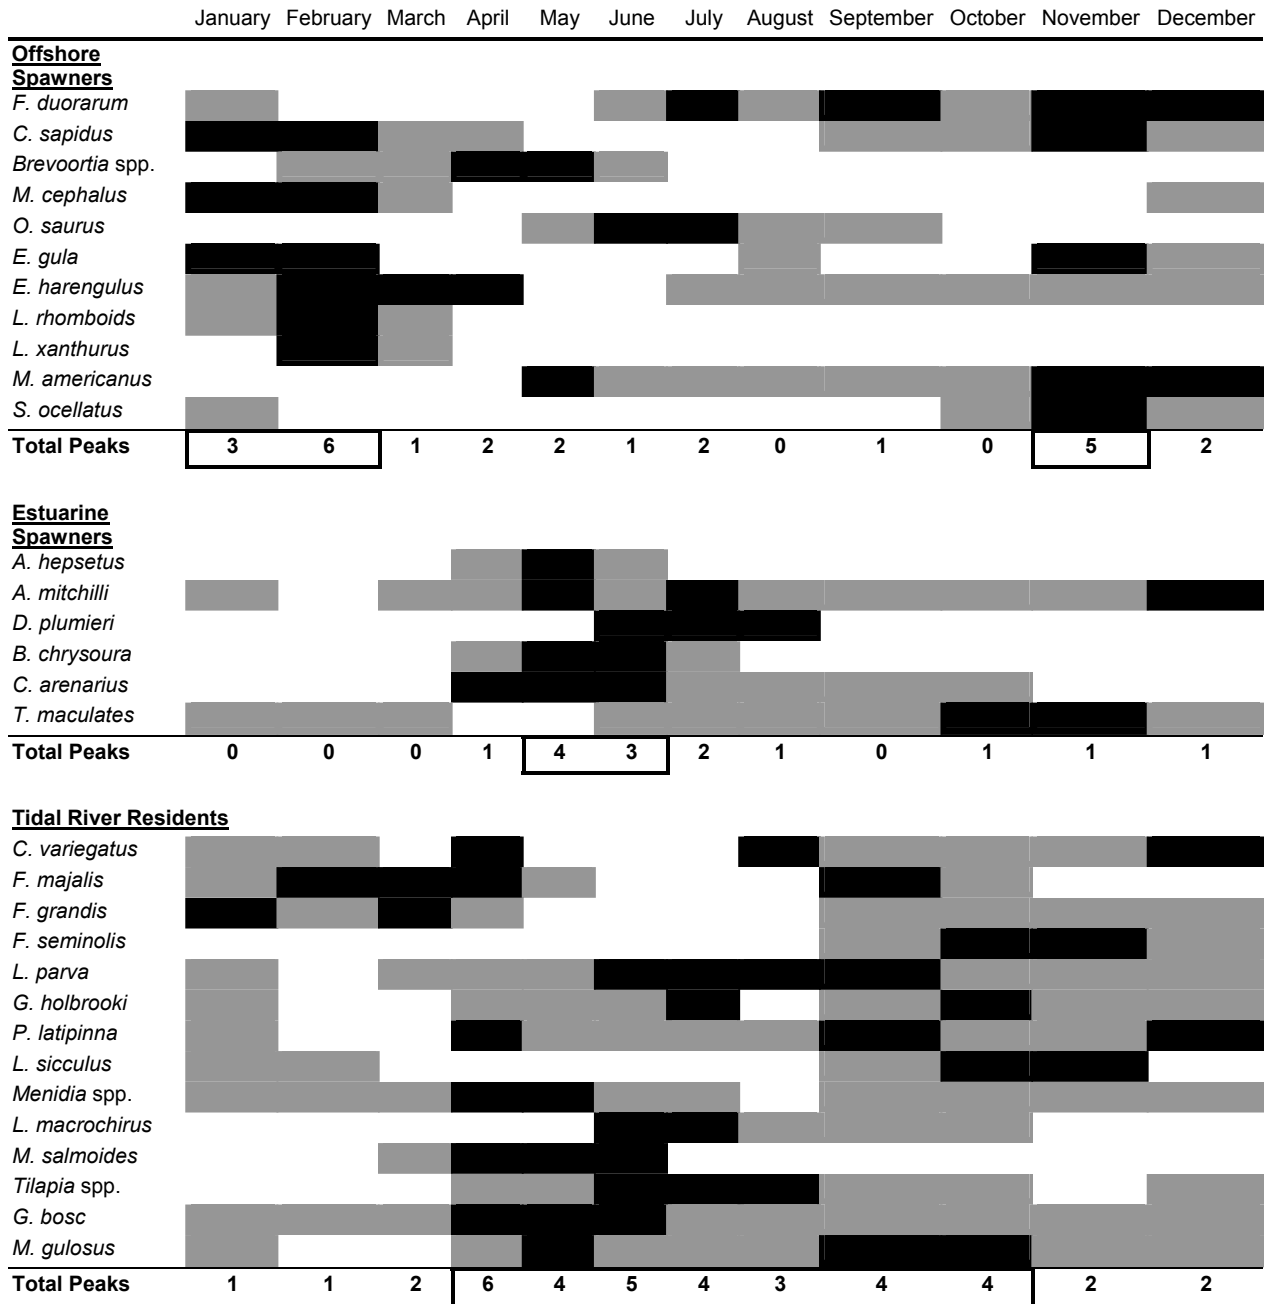 January February March April May June July August September October November December
Offshore
Spawners
F. duorarum
C. sapidus
Brevoortia spp.
M. cephalus
O. saurus
E. gula
E. harengulus
L. rhomboids
L. xanthurus
M. americanus
S. ocellatus
Total Peaks 3 6 1 2 2 1 2 0 1 0 5 2
Estuarine
Spawners
A. hepsetus
A. mitchilli
D. plumieri
B. chrysoura
C. arenarius
T. maculates
Total Peaks 0 0 0 1 4 3 2 1 0 1 1 1
Tidal River Residents
C. variegatus
F. majalis
F. grandis
F. seminolis
L. parva
G. holbrooki
P. latipinna
L. sicculus
Menidia spp.
L. macrochirus
M. salmoides
Tilapia spp.
G. bosc
M. gulosus
Total Peaks 1 1 2 6 4 5 4 3 4 4 2 2